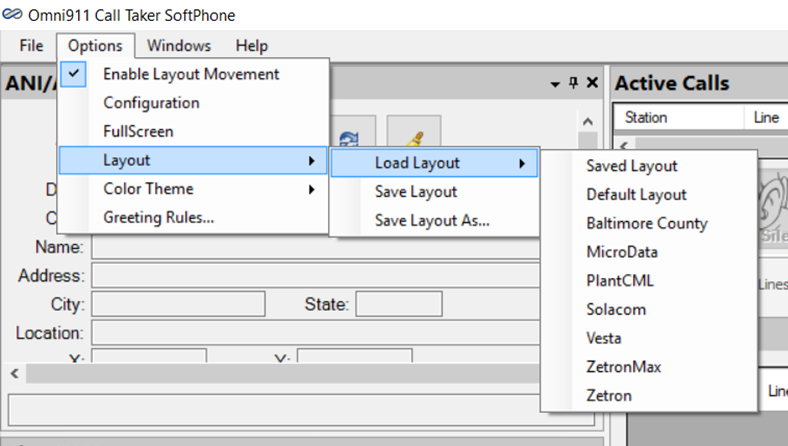 Omni911 Call Taker SoftPhone
File Options Windows Help
ANI/
Active Calls
Enable Layout Movement
Configuration
FullScreen
Layout
Color Theme
Greeting Rules...
Load Layout
Save Layout
Save Layout As...
Saved Layout
Default Layout
Baltimore County
MicroData
PlantCML
Solacom
Vesta
ZetronMax
Zetron
Station Line
Name:
Address:
City: State:
Location:
X: Y:
Lines